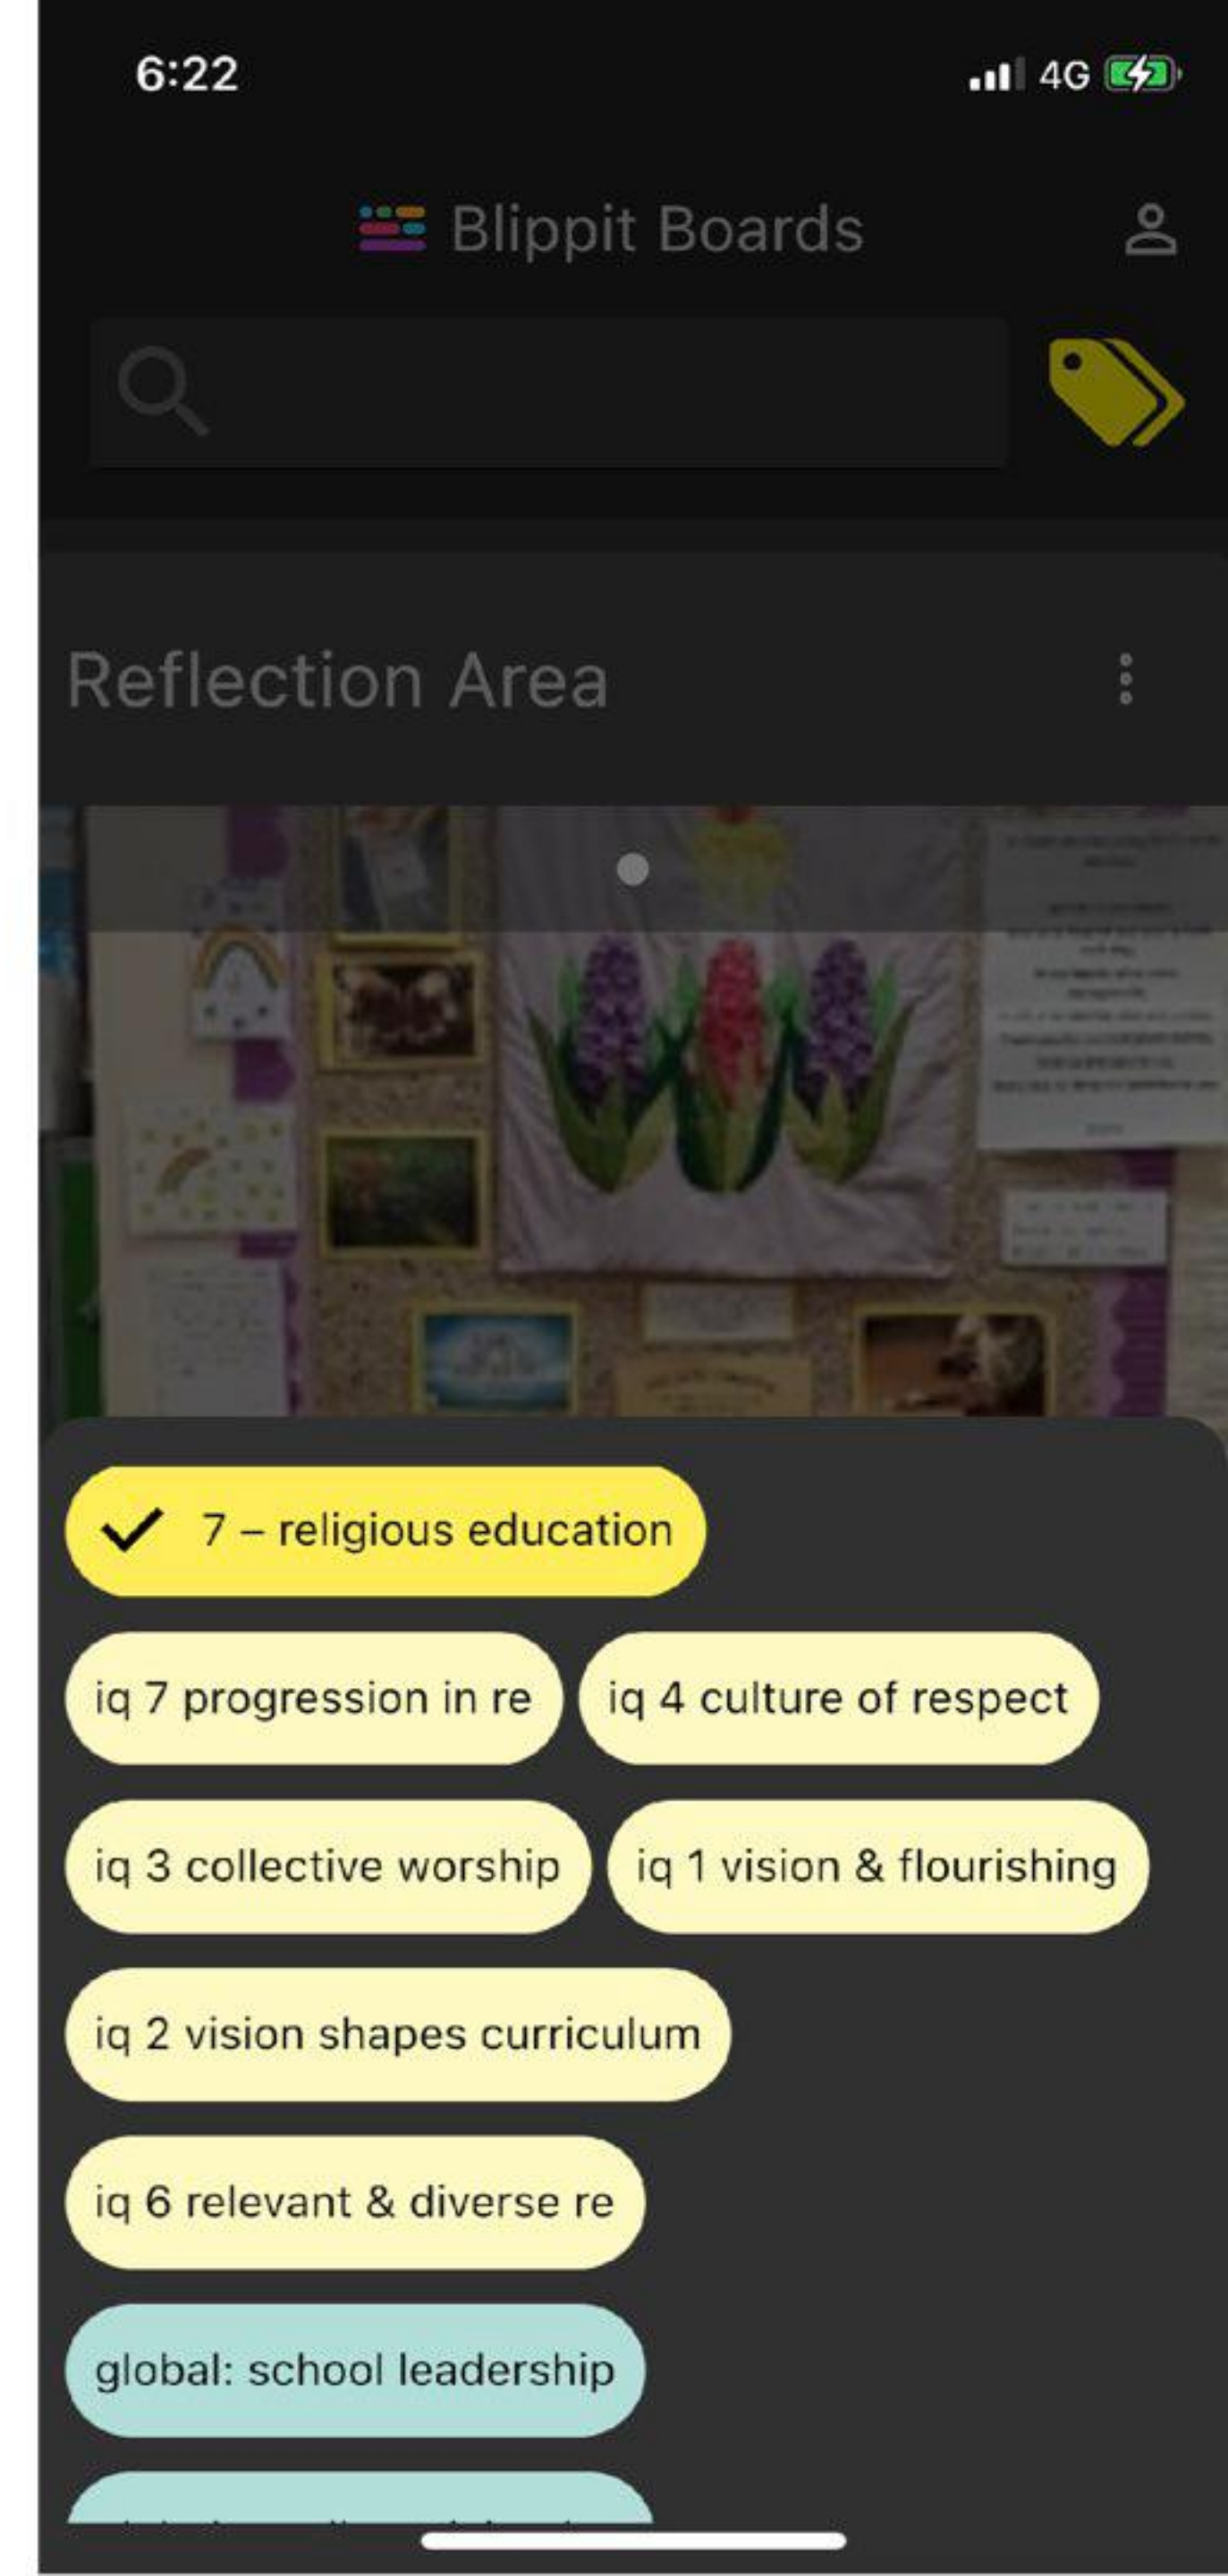 6:22
4G
Blippit Boards
Reflection Area
7 – religious education
iq 7 progression in re
iq 4 culture of respect
iq 3 collective worship
iq 1 vision & flourishing
iq 2 vision shapes curriculum
iq 6 relevant & diverse re
global: school leadership